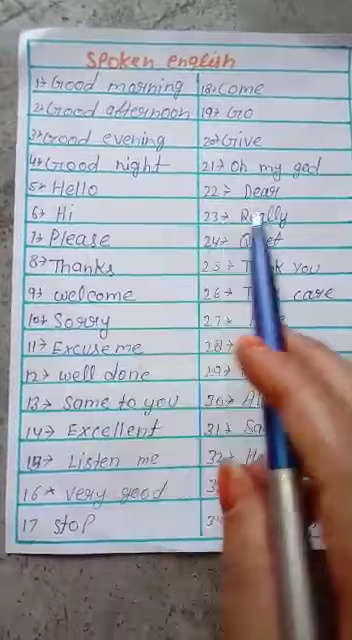 Spoken english
1→ Good morning
2→ Good afternoon
3→ Good evening
4→ Good night
5→ Hello
6→ Hi
7→ Please
8→ Thanks
9→ welcome
10→ Sorry
11→ Excuse me
12→ well done
13→ Same to you
14→ Excellent
15→ Listen me
16→ very good
17 stop
18→ Come
19→ Go
20→ Give
21→ Oh my god
22→ Dear
23→ Really
24→
25→ you
26→ care
27→
28→
29→
30→
31→
32→